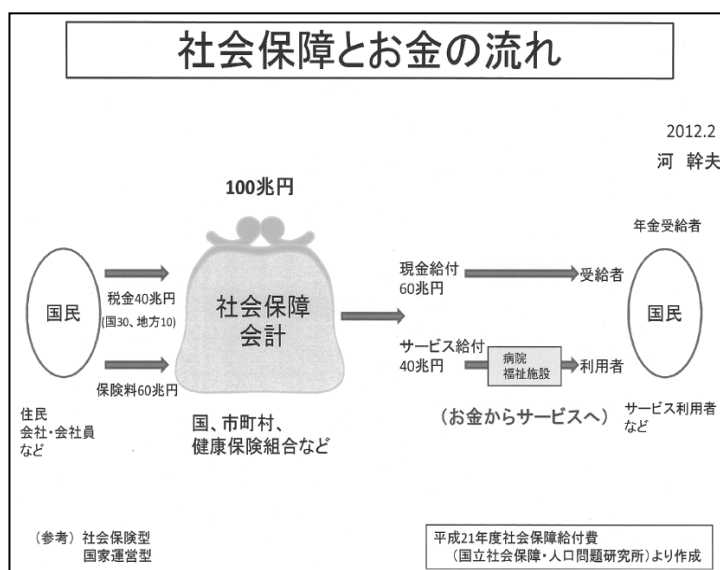 社会保障とお金の流れ
2012.2
河 幹夫
100兆円
年金受給者
国民
税金40兆円
(国30、地方10)
保険料60兆円
社会保障
会計
現金給付
60兆円
受給者
サービス給付
40兆円
病院
福祉施設
利用者
国民
住民
会社・会社員
など
国、市町村、
健康保険組合など
(お金からサービスへ)
サービス利用者
など
(参考) 社会保険型
国家運営型
平成21年度社会保障給付費
(国立社会保障・人口問題研究所)より作成